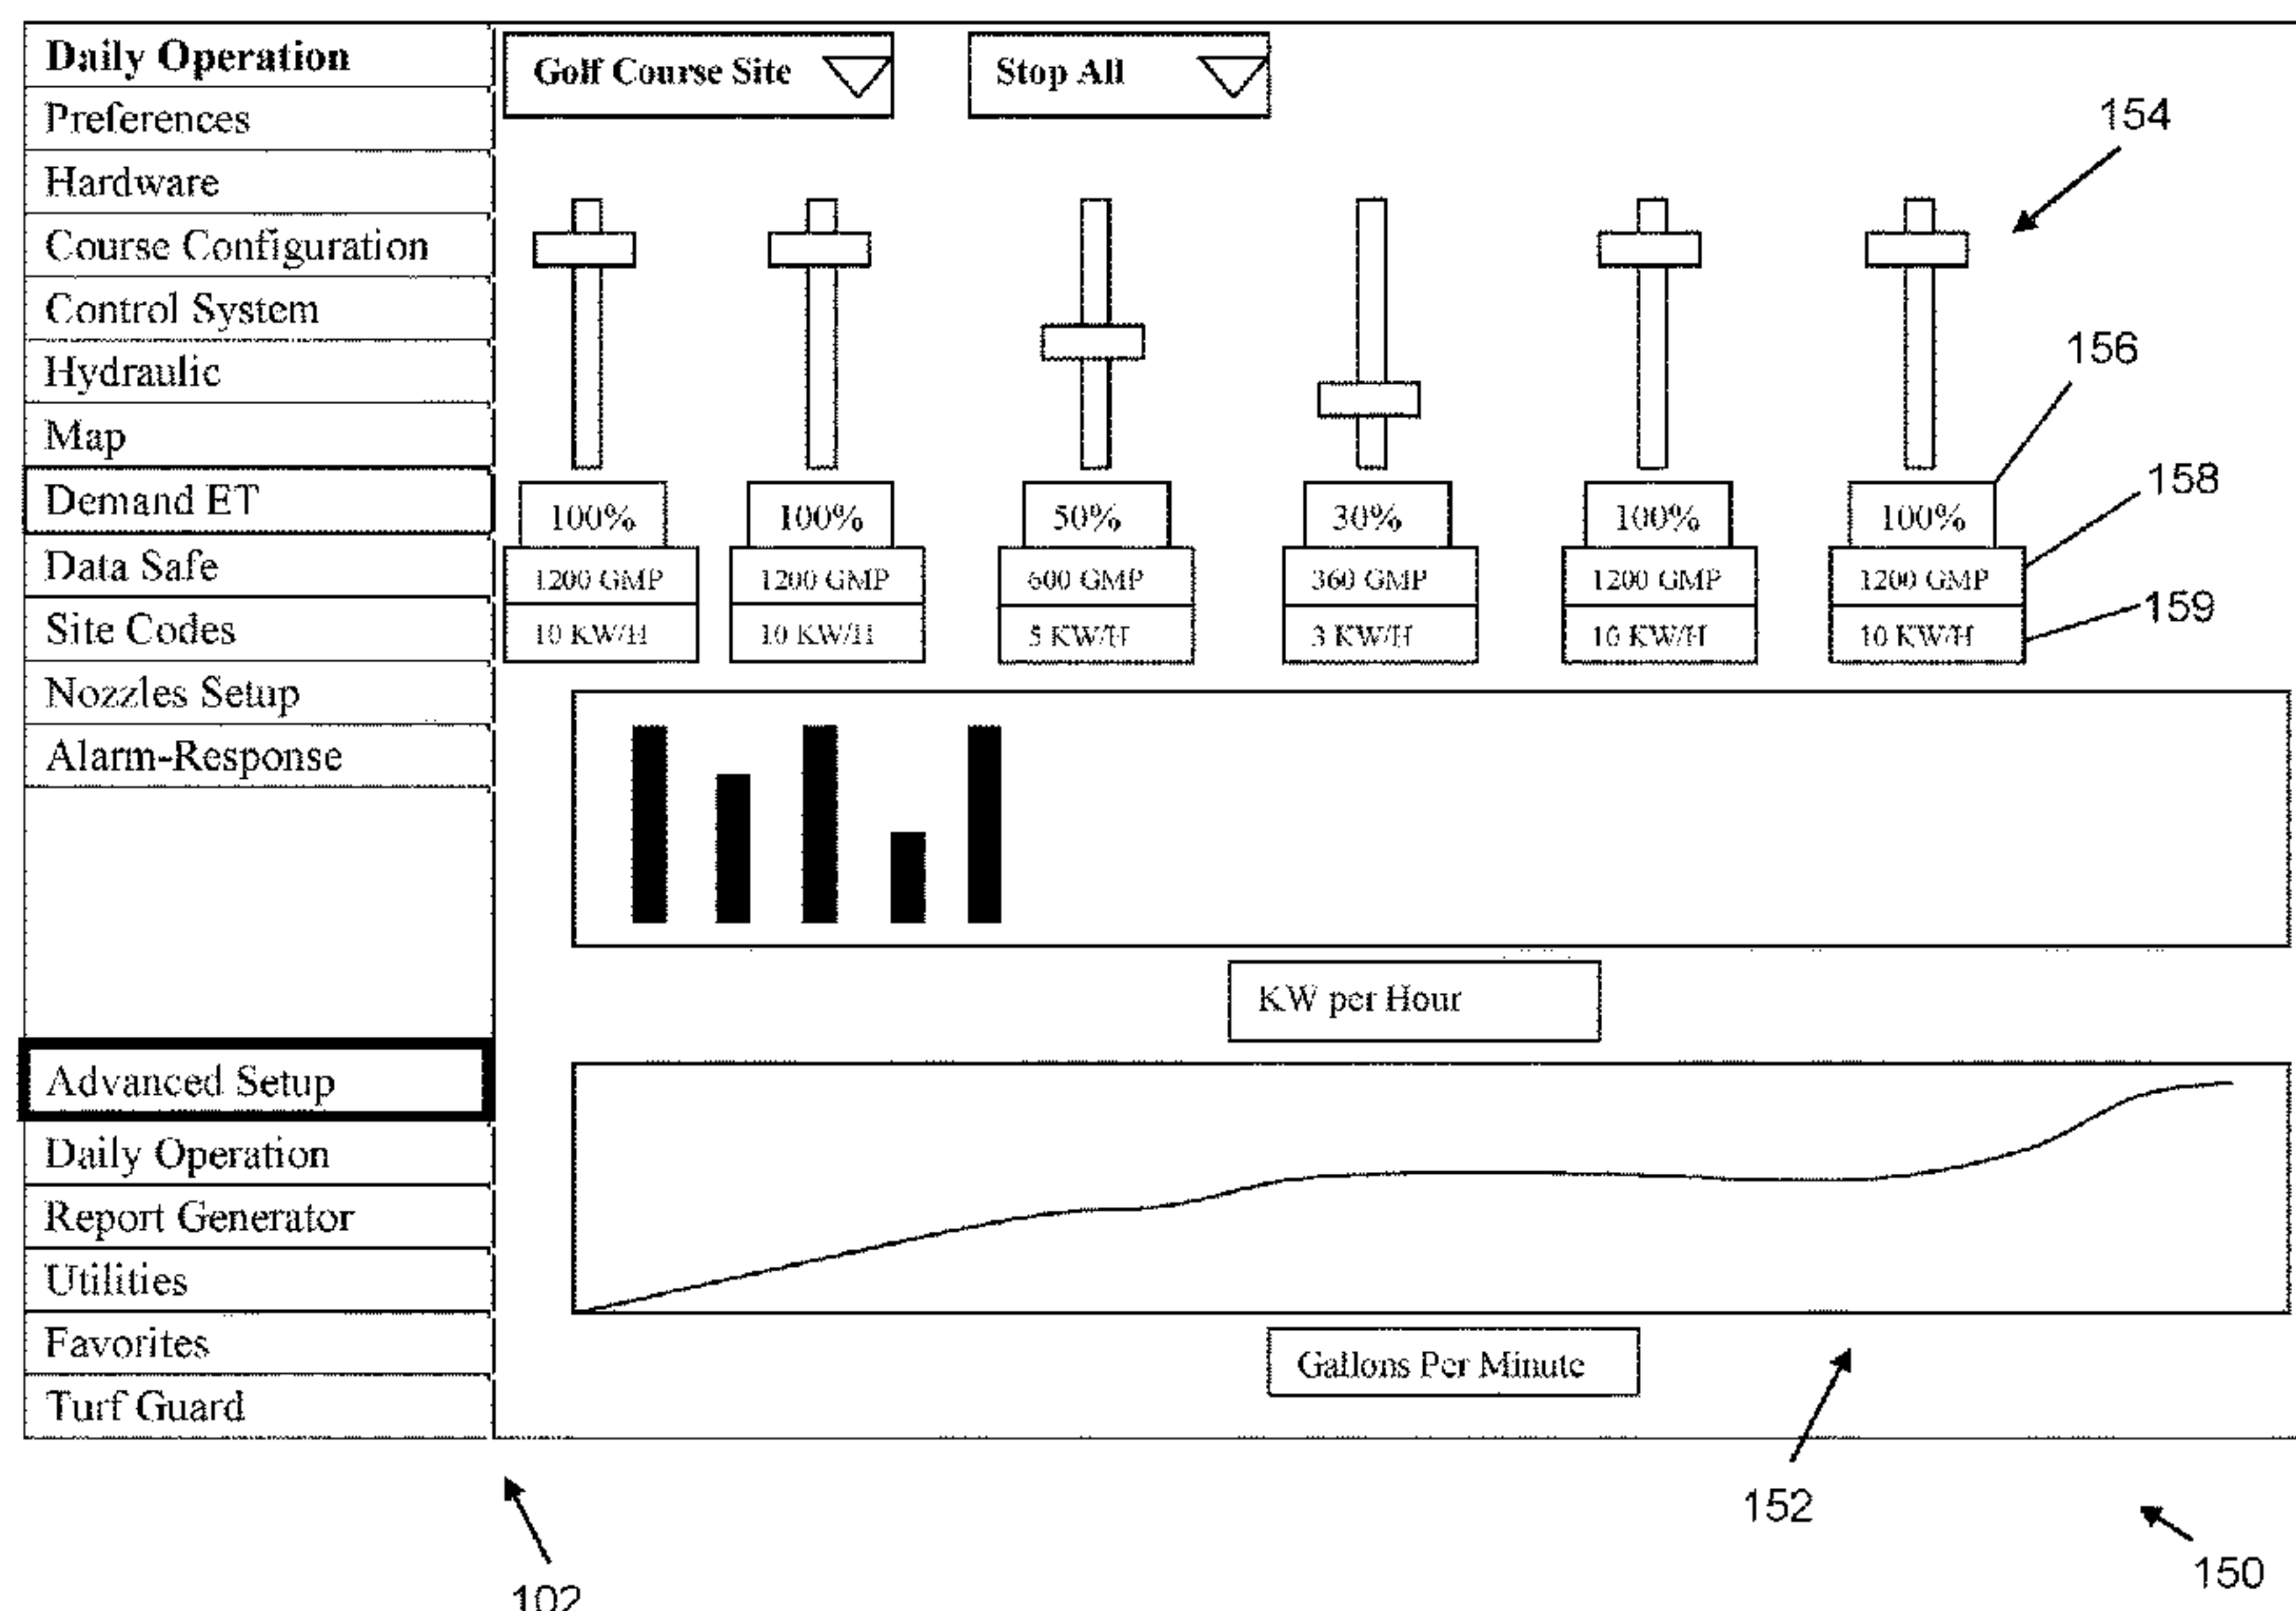 Daily Operation
Preferences
Hardware
Course Configuration
Control System
Hydraulic
Map
Demand ET
Data Safe
Site Codes
Nozzles Setup
Alarm-Response
Advanced Setup
Daily Operation
Report Generator
Utilities
Favorites
Turf Guard
Golf Course Site
Stop All
154
156
100% 100% 50% 30% 100% 100%
158
1200 GMP 1200 GMP 600 GMP 360 GMP 1200 GMP 1200 GMP
159
10 KW/H 10 KW/H 5 KW/H 3 KW/H 10 KW/H 10 KW/H
KW per Hour
Gallons Per Minute
152
150
102